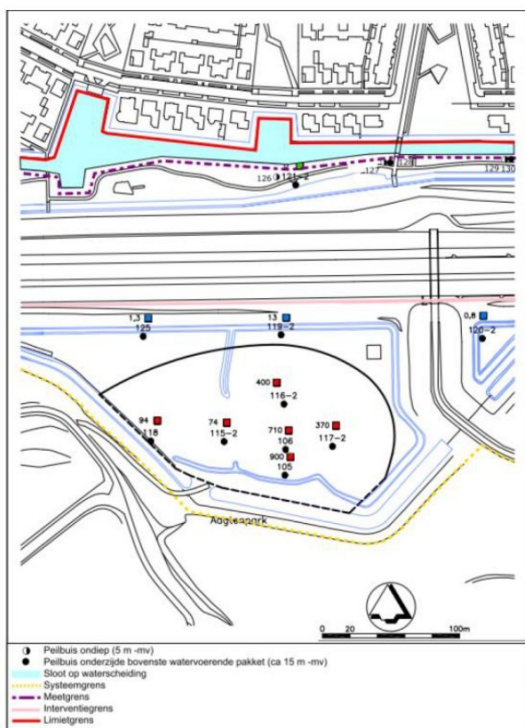 126
121-2
127
128
129 130
1,3
13
0,8
125
119-2
120-2
400
116-2
94
74
710
370
118
115-2
106
117-2
900
105
Aagtenpark
0 20 100m
Peilbuis ondiep (5 m -mv)
Peilbuis onderzijde bovenste watervoerende pakket (ca 15 m -mv)
Sloot op waterscheiding
Systeemgrens
Meetgrens
Interventiegrens
Limietgrens